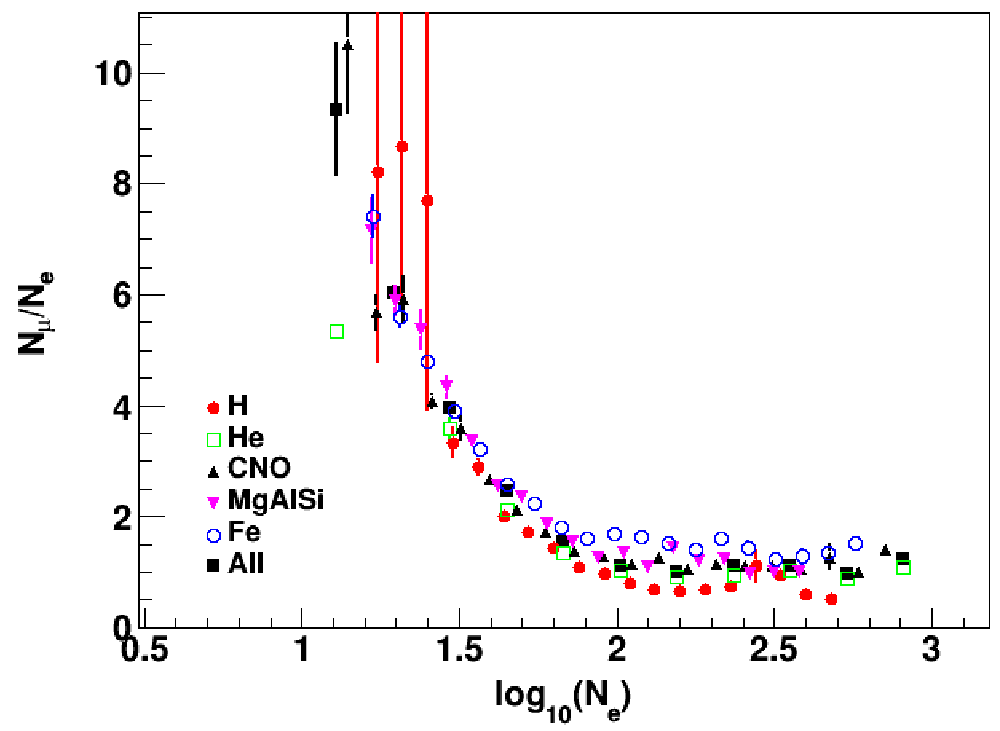 10
8
6
4
2
0
Nμ/Ne
H
He
CNO
MgAlSi
Fe
All
0.5 1 1.5 2 2.5 3
log10(Ne)